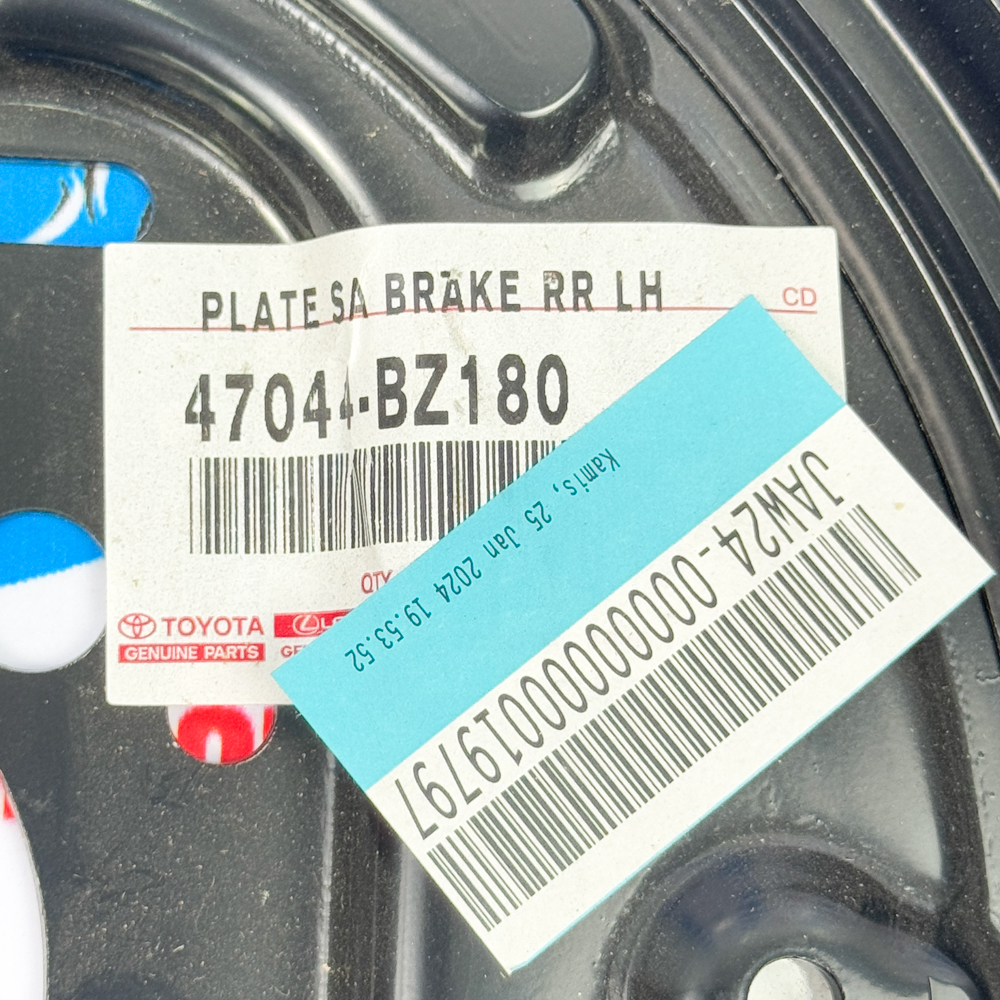 PLATE SA BRAKE RR LH
CD
47044-BZ180
QTY
TOYOTA
GENUINE PARTS
Kamis, 25 Jan 2024 19.53.52
JAW24-0000000019797